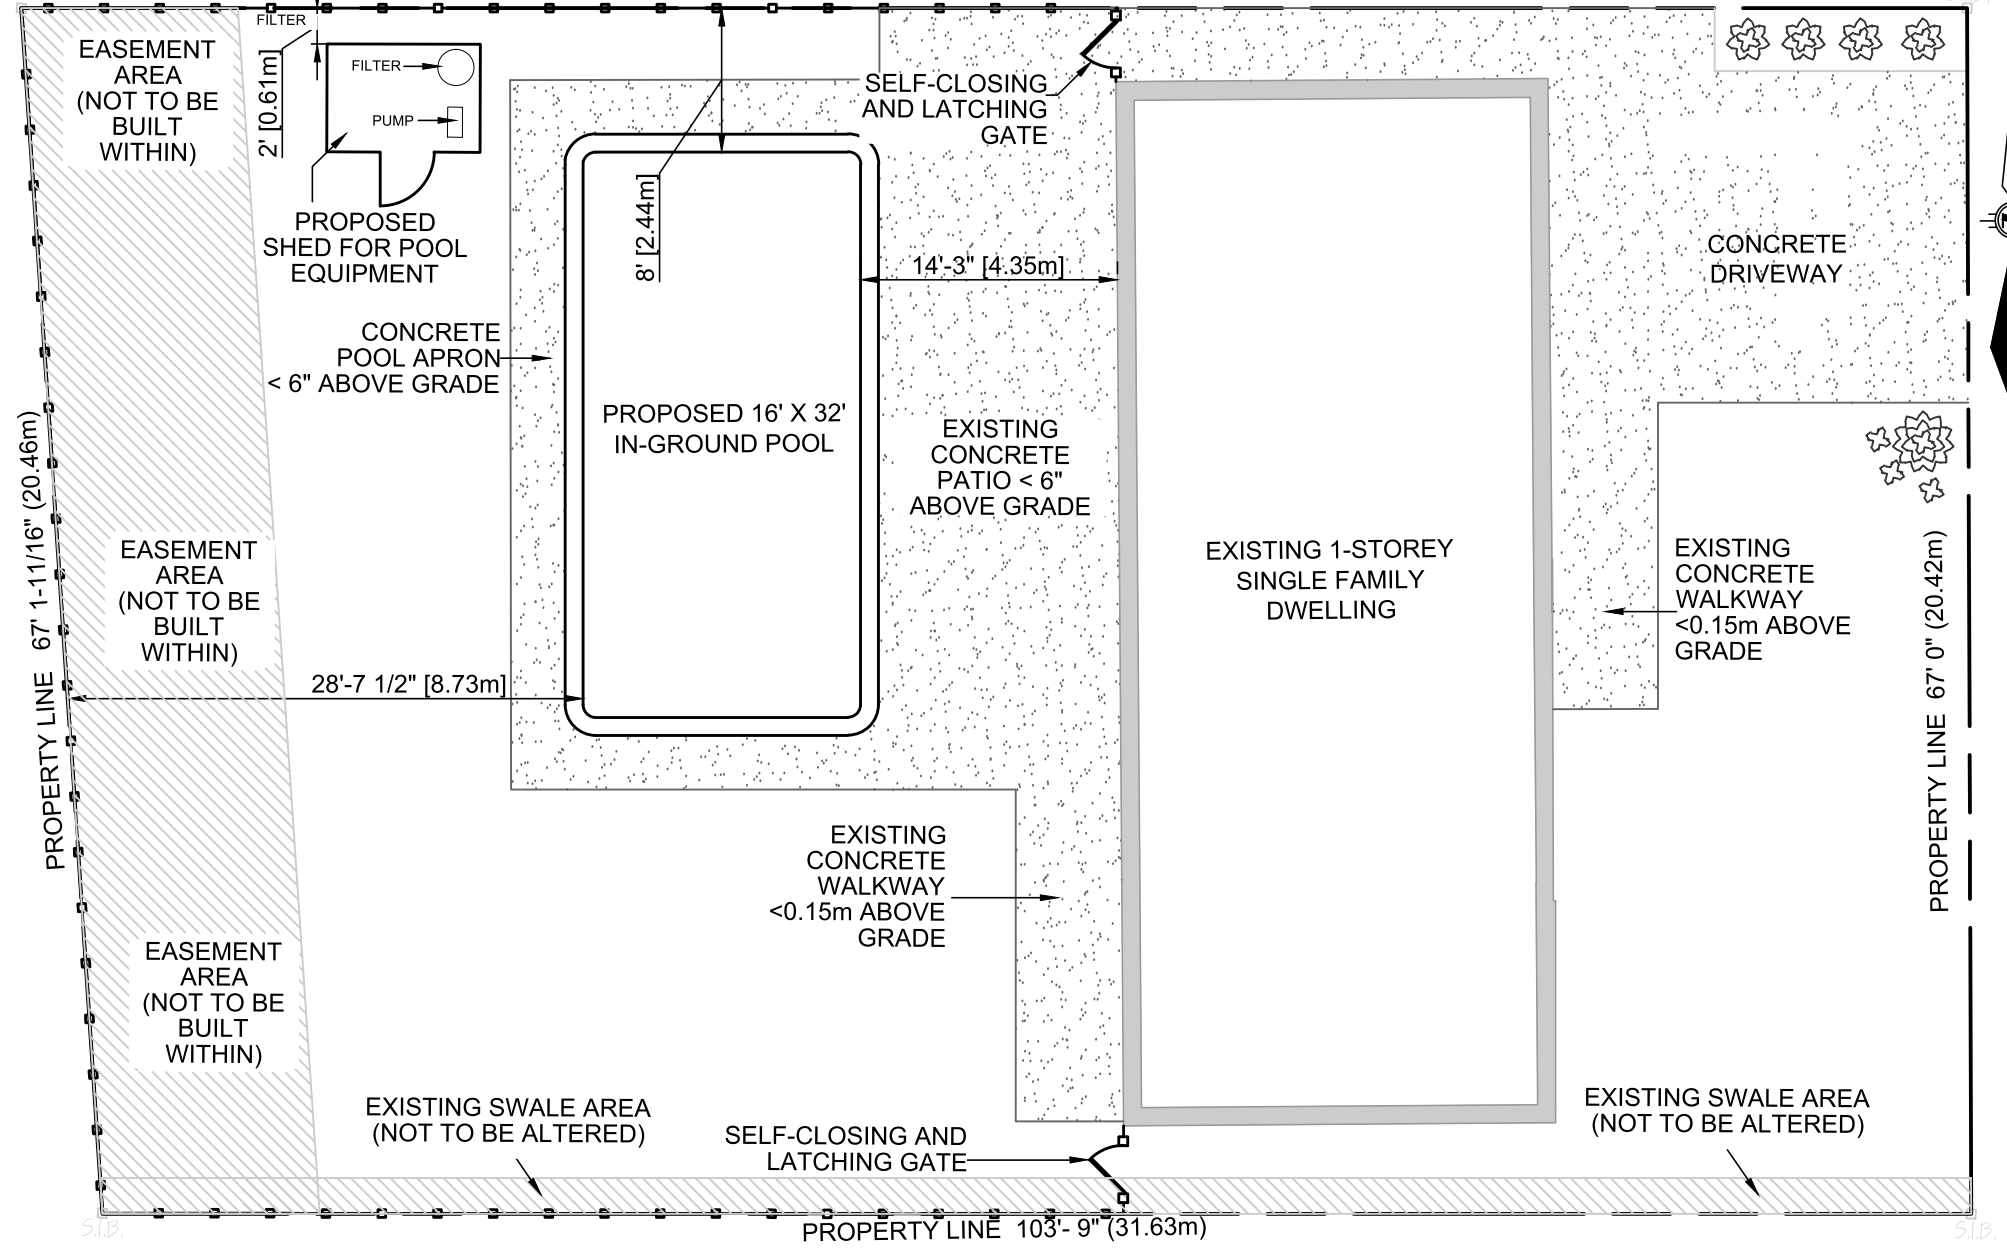 FILTER
EASEMENT
AREA
(NOT TO BE
BUILT
WITHIN)
2' [0.61m]
FILTER
PUMP
PROPOSED
SHED FOR POOL
EQUIPMENT
8' [2.44m]
SELF-CLOSING
AND LATCHING
GATE
14'-3" [4.35m]
CONCRETE
DRIVEWAY
CONCRETE
POOL APRON
< 6" ABOVE GRADE
PROPOSED 16' X 32'
IN-GROUND POOL
EXISTING
CONCRETE
PATIO < 6"
ABOVE GRADE
EXISTING 1-STOREY
SINGLE FAMILY
DWELLING
EXISTING
CONCRETE
WALKWAY
<0.15m ABOVE
GRADE
PROPERTY LINE 67' 0" (20.42m)
PROPERTY LINE 67' 1-11/16" (20.46m)
EASEMENT
AREA
(NOT TO BE
BUILT
WITHIN)
28'-7 1/2" [8.73m]
EXISTING
CONCRETE
WALKWAY
<0.15m ABOVE
GRADE
EASEMENT
AREA
(NOT TO BE
BUILT
WITHIN)
EXISTING SWALE AREA
(NOT TO BE ALTERED)
SELF-CLOSING AND
LATCHING GATE
EXISTING SWALE AREA
(NOT TO BE ALTERED)
S.I.B.
PROPERTY LINE 103'- 9" (31.63m)
S.I.B.